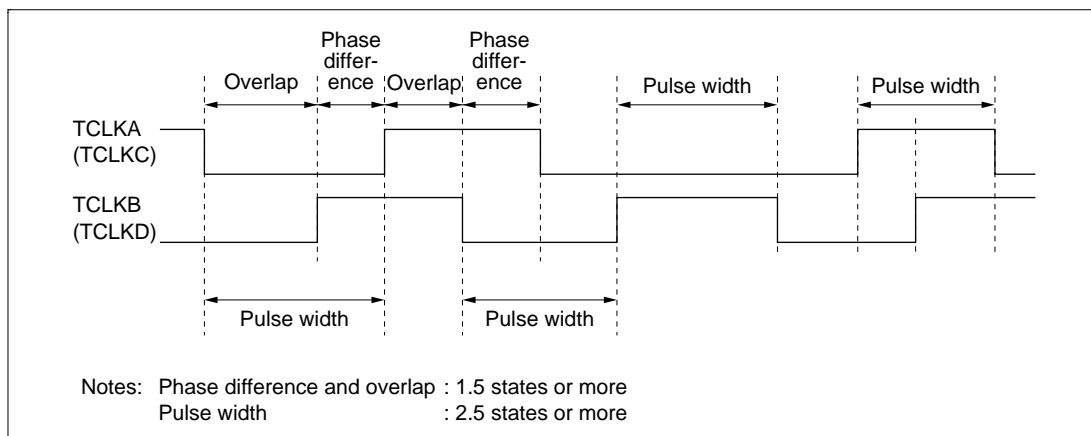 Phase
differ-
ence
Phase
differ-
ence
Overlap
Overlap
Pulse width
Pulse width
TCLKA
(TCLKC)
TCLKB
(TCLKD)
Pulse width
Pulse width
Notes: Phase difference and overlap : 1.5 states or more
Pulse width : 2.5 states or more